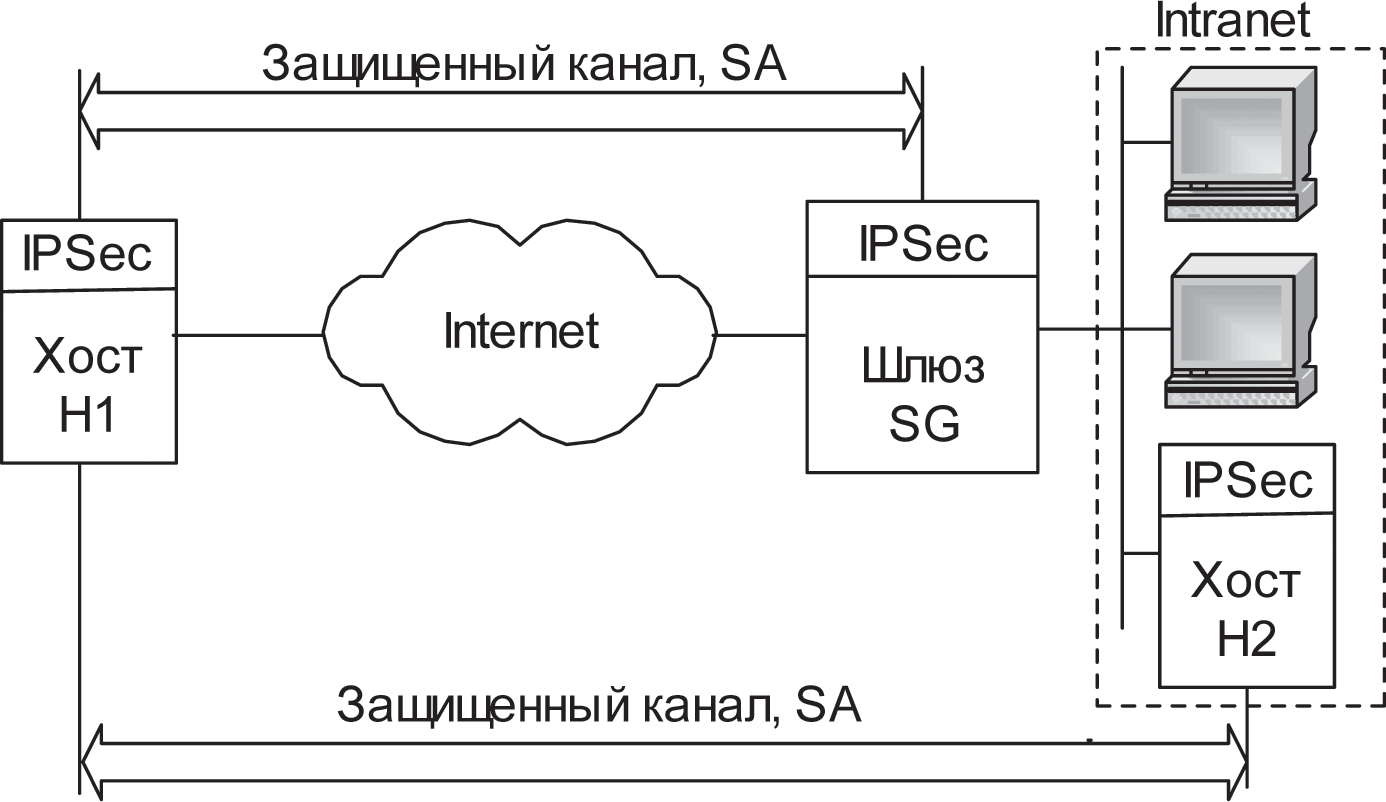 Intranet
Защищенный канал, SA
IPSec
Хост
H1
Internet
IPSec
Шлюз
SG
IPSec
Хост
H2
Защищенный канал, SA